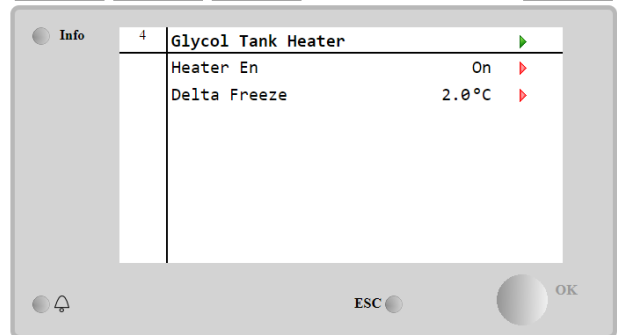 Info
4 Glycol Tank Heater
Heater En On
Delta Freeze 2.0°C
ESC
OK